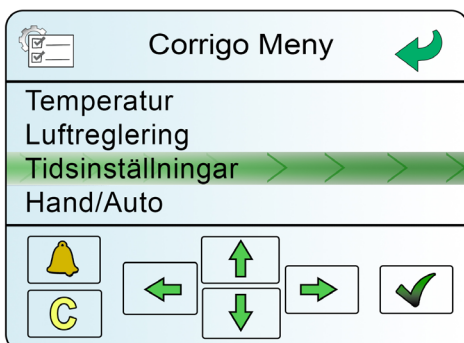 Corrigo Meny
Temperatur
Luftreglering
Tidsinställningar
Hand/Auto
C